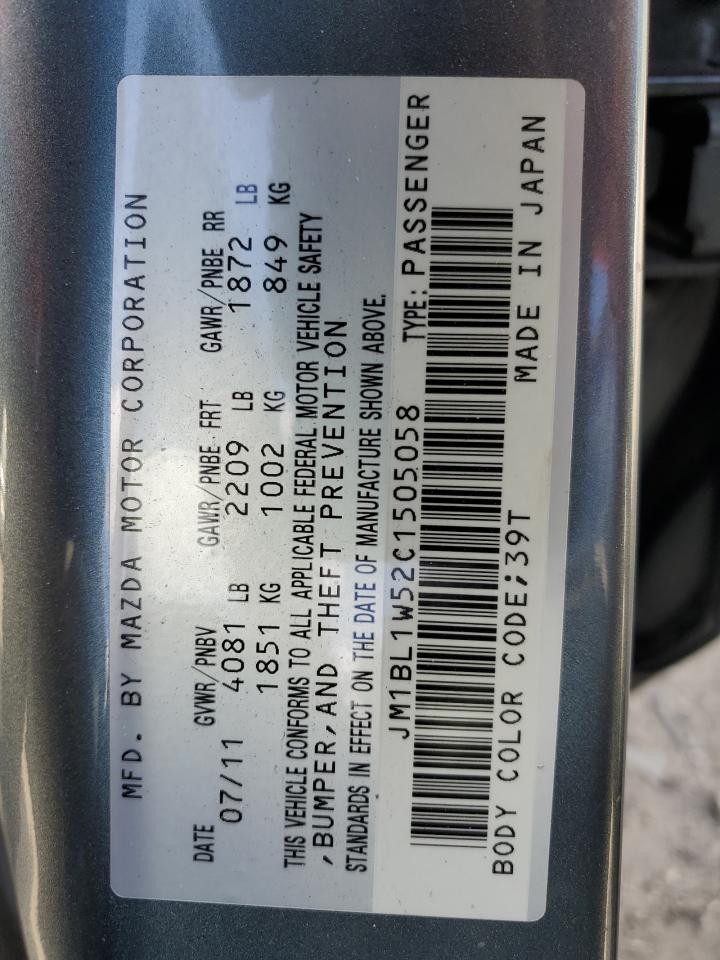 MFD. BY MAZDA MOTOR CORPORATION
DATE GVWR/PNBV GAWR/PNBE FRT GAWR/PNBE RR
07/11 4081 LB 2209 LB 1872 LB
1851 KG 1002 KG 849 KG
THIS VEHICLE CONFORMS TO ALL APPLICABLE FEDERAL MOTOR VEHICLE SAFETY
,BUMPER,AND THEFT PREVENTION
STANDARDS IN EFFECT ON THE DATE OF MANUFACTURE SHOWN ABOVE.
JM1BL1W52C1505058 TYPE: PASSENGER
BODY COLOR CODE;39T MADE IN JAPAN